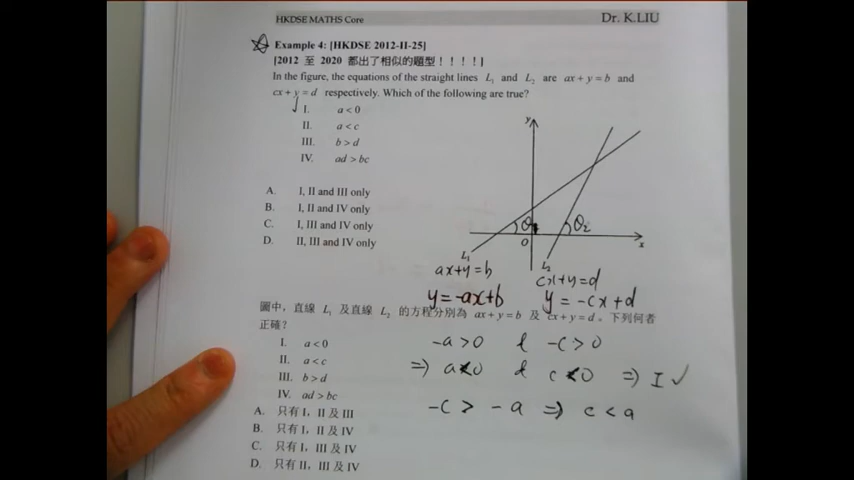 HKDSE MATHS Core Dr. K.LIU
Example 4: [HKDSE 2012-II-25]
[2012 至 2020 都出了相似的題型！！！！]
In the figure, the equations of the straight lines L₁ and L₂ are ax + y = b and
cx + y = d respectively. Which of the following are true?
I. a < 0
II. a < c
III. b > d
IV. ad > bc
A. I, II and III only
B. I, II and IV only
C. I, III and IV only
D. II, III and IV only
y
θ₂
O
x
L₁
L₂
ax+y=b
cx+y=d
y=-ax+b
y=-cx+d
圖中，直線 L₁ 及直線 L₂ 的方程分別為 ax + y = b 及 cx + y = d 。下列何者
正確？
I. a < 0
II. a < c
III. b > d
IV. ad > bc
A. 只有 I，II 及 III
B. 只有 I，II 及 IV
C. 只有 I，III 及 IV
D. 只有 II，III 及 IV
-a>0 & -c>0
⇒ a<0 & c<0 ⇒ I ✓
-c > -a ⇒ c < a